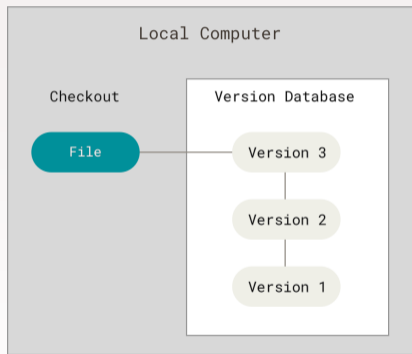 Local Computer
Checkout
Version Database
File
Version 3
Version 2
Version 1